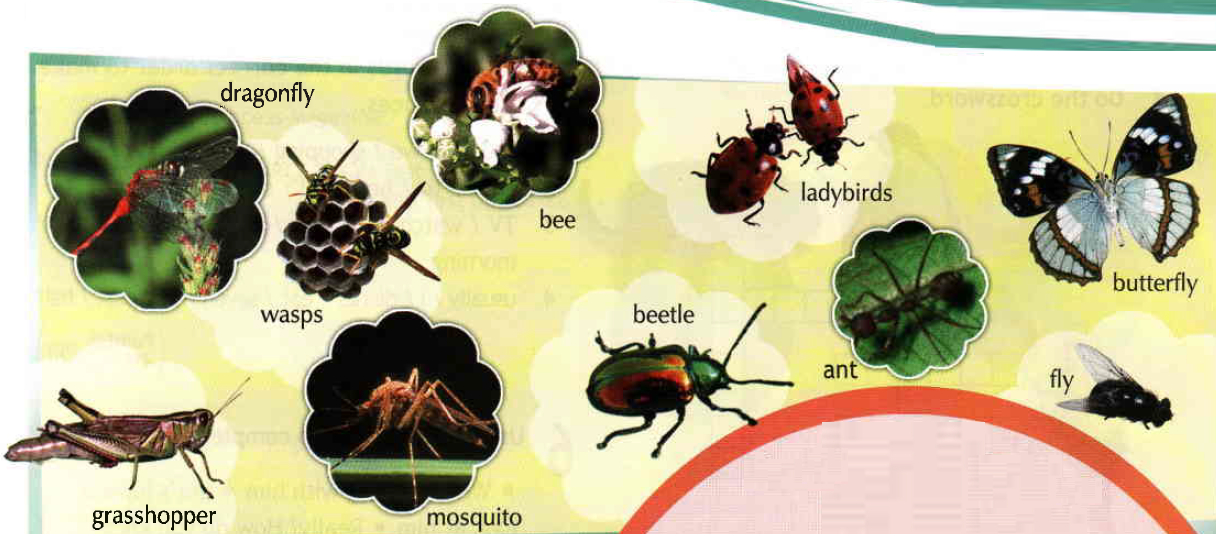 dragonfly
bee
ladybirds
butterfly
wasps
beetle
ant
fly
grasshopper
mosquito